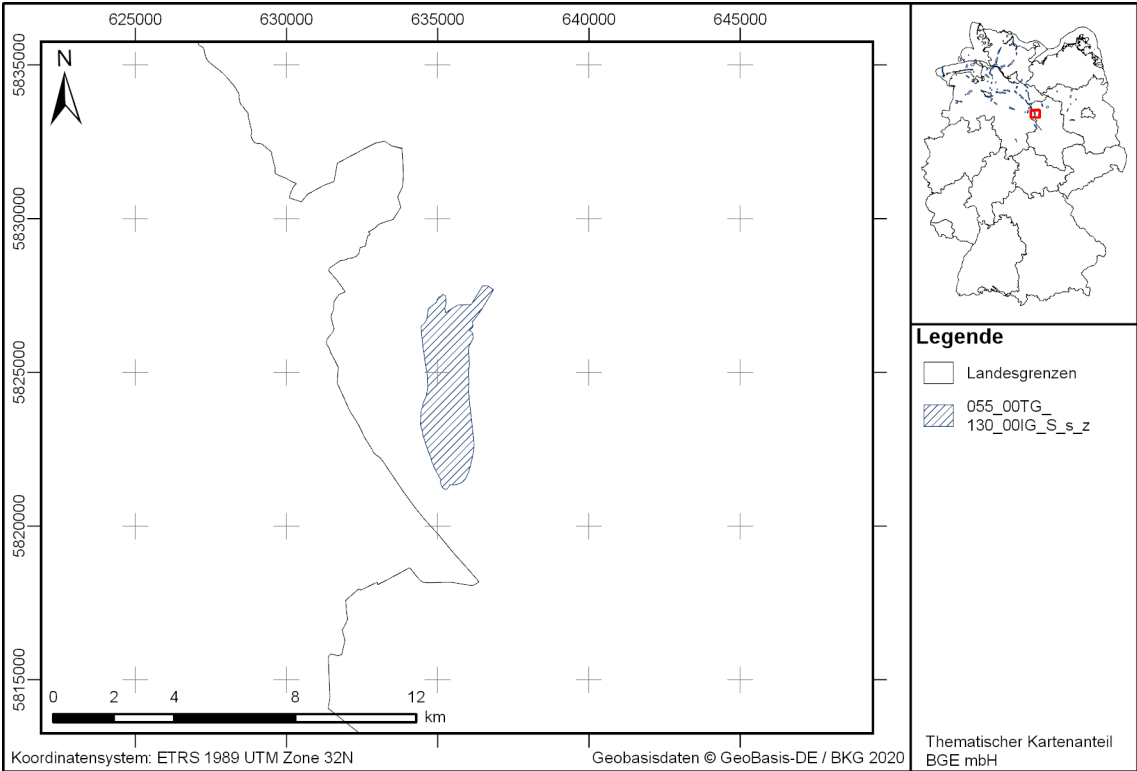 625000 630000 635000 640000 645000
5835000
5830000
5825000
5820000
5815000
N
0 2 4 8 12
km
Koordinatensystem: ETRS 1989 UTM Zone 32N
Geobasisdaten © GeoBasis-DE / BKG 2020
Legende
Landesgrenzen
055_00TG_
130_00IG_S_s_z
Thematischer Kartenanteil
BGE mbH